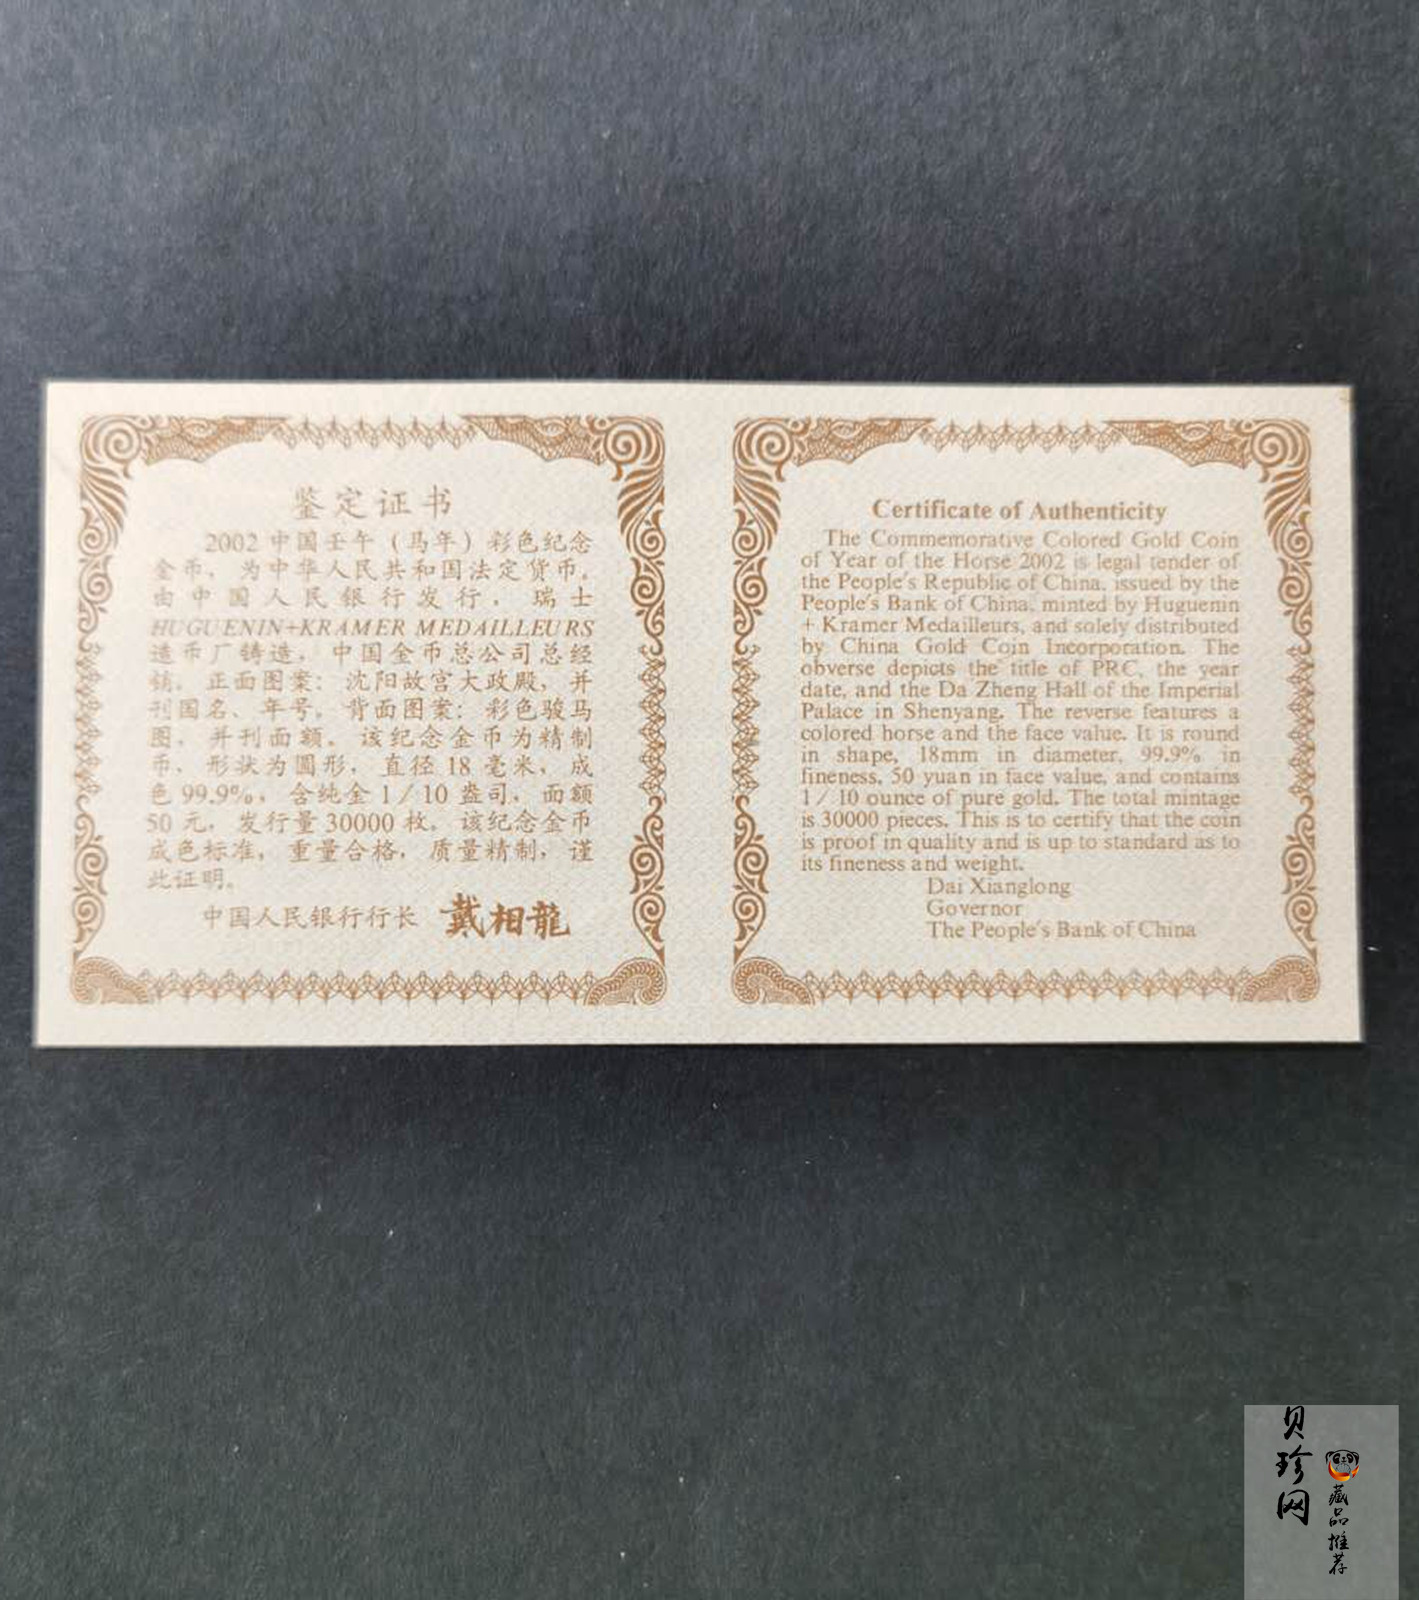 鉴定证书
2002中国壬午(马年)彩色纪念
金币，为中华人民共和国法定货币。
由中国人民银行发行，瑞士
HUGUENIN+KRAMER MEDAILLEURS
造币厂铸造，中国金币总公司总经
销。正面图案：沈阳故宫大政殿，并
刊国名、年号。背面图案：彩色骏马
图，并刊面额。该纪念金币为精制
币，形状为圆形，直径18毫米，成
色99.9%，含纯金1/10盎司，面额
50元，发行量30000枚。该纪念金币
成色标准，重量合格，质量精制，谨
此证明。
中国人民银行行长 戴相龍
Certificate of Authenticity
The Commemorative Colored Gold Coin
of Year of the Horse 2002 is legal tender of
the People's Republic of China, issued by the
People's Bank of China, minted by Huguenin
+ Kramer Medailleurs, and solely distributed
by China Gold Coin Incorporation. The
obverse depicts the title of PRC, the year
date, and the Da Zheng Hall of the Imperial
Palace in Shenyang. The reverse features a
colored horse and the face value. It is round
in shape, 18mm in diameter, 99.9% in
fineness, 50 yuan in face value, and contains
1/10 ounce of pure gold. The total mintage
is 30000 pieces. This is to certify that the coin
is proof in quality and is up to standard as to
its fineness and weight.
Dai Xianglong
Governor
The People's Bank of China
贝珍网
藏品推荐